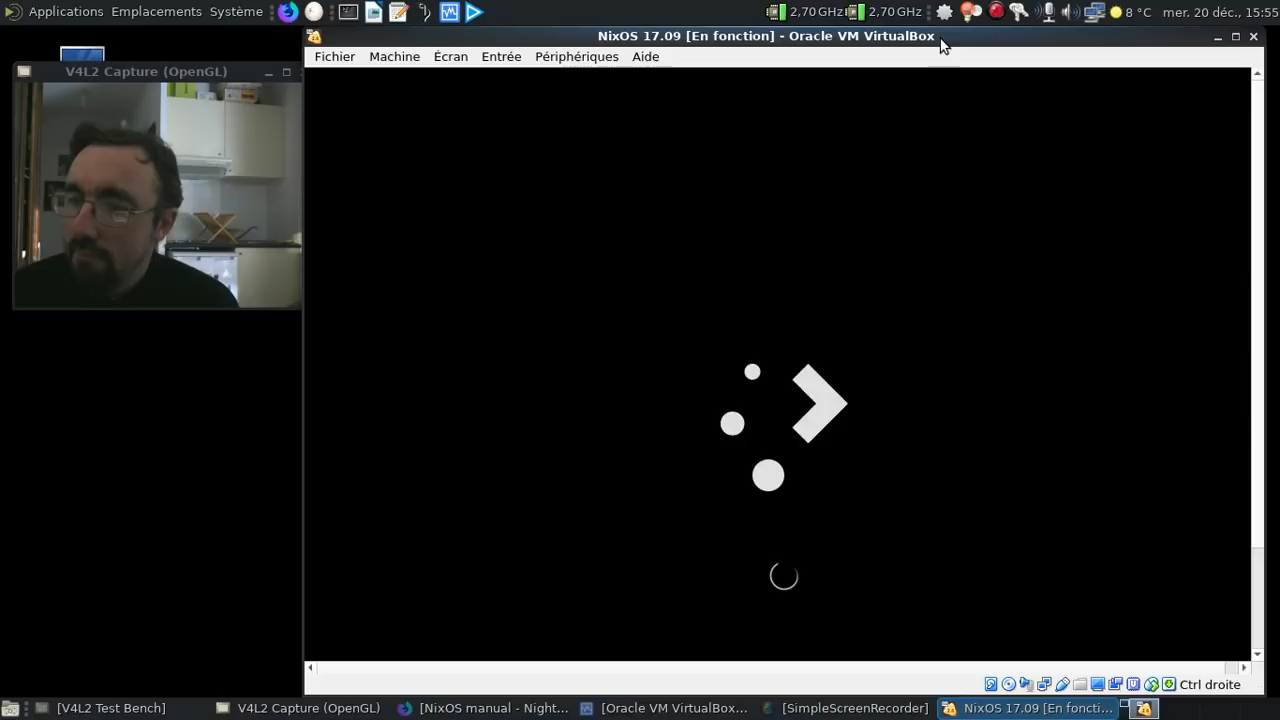 Applications Emplacements Système
2,70 GHz 2,70 GHz 8 °C mer. 20 déc., 15:55
V4L2 Capture (OpenGL)
NixOS 17.09 [En fonction] - Oracle VM VirtualBox
Fichier Machine Écran Entrée Périphériques Aide
Ctrl droite
[V4L2 Test Bench] V4L2 Capture (OpenGL) [NixOS manual - Night... [Oracle VM VirtualBox... [SimpleScreenRecorder] NixOS 17.09 [En foncti...